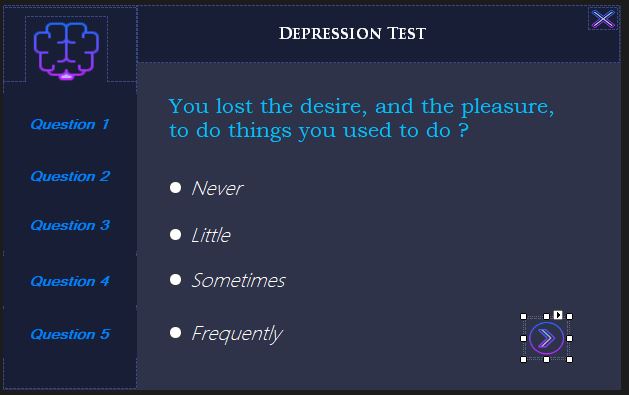 Depression Test
Question 1
Question 2
Question 3
Question 4
Question 5
You lost the desire, and the pleasure,
to do things you used to do ?
Never
Little
Sometimes
Frequently